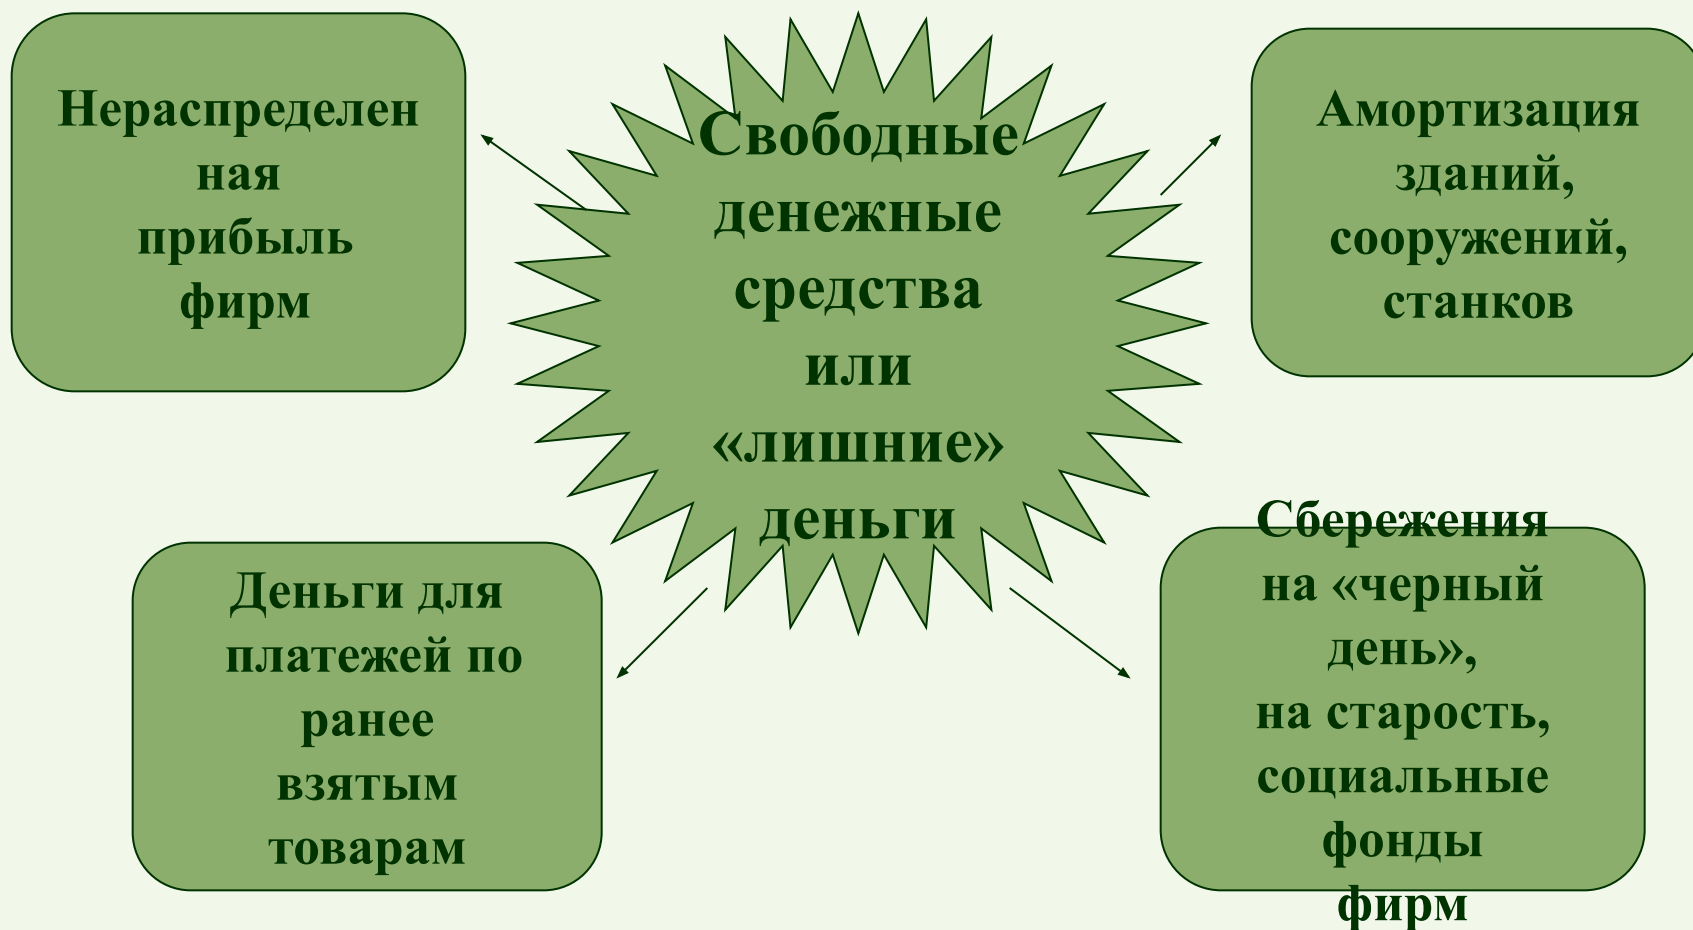 Нераспределен
ная
прибыль
фирм
Свободные
денежные
средства
или
«лишние»
деньги
Амортизация
зданий,
сооружений,
станков
Деньги для
платежей по
ранее
взятым
товарам
Сбережения
на «черный
день»,
на старость,
социальные
фонды
фирм